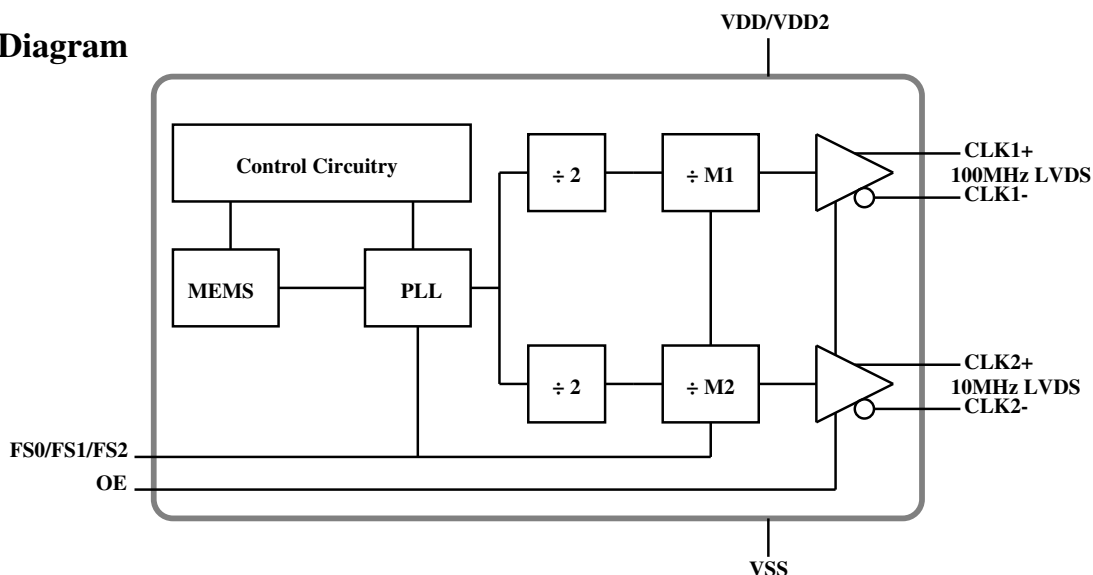 VDD/VDD2
Diagram
Control Circuitry
÷ 2
÷ M1
CLK1+
100MHz LVDS
CLK1-
MEMS
PLL
÷ 2
÷ M2
CLK2+
10MHz LVDS
CLK2-
FS0/FS1/FS2
OE
VSS